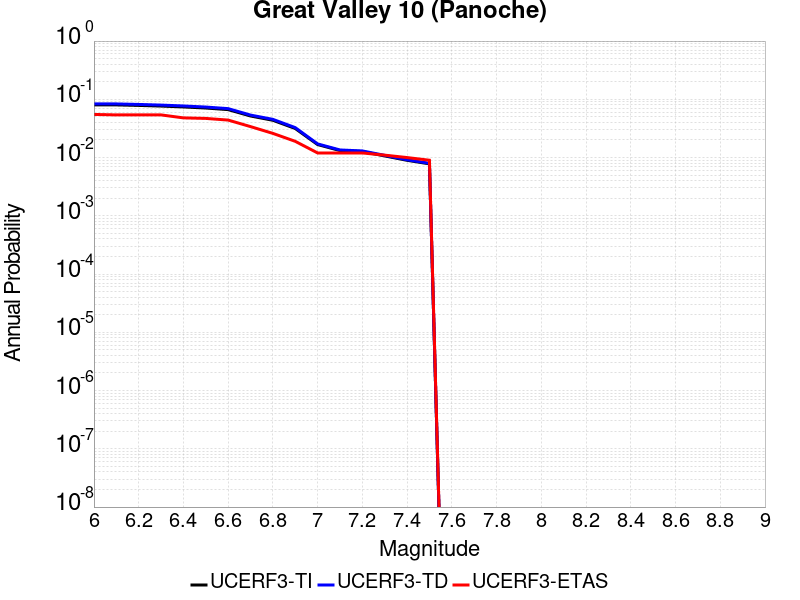 Great Valley 10 (Panoche)
10^0
10^-1
10^-2
10^-3
10^-4
10^-5
10^-6
10^-7
10^-8
Annual Probability
6 6.2 6.4 6.6 6.8 7 7.2 7.4 7.6 7.8 8 8.2 8.4 8.6 8.8 9
Magnitude
UCERF3-TI UCERF3-TD UCERF3-ETAS